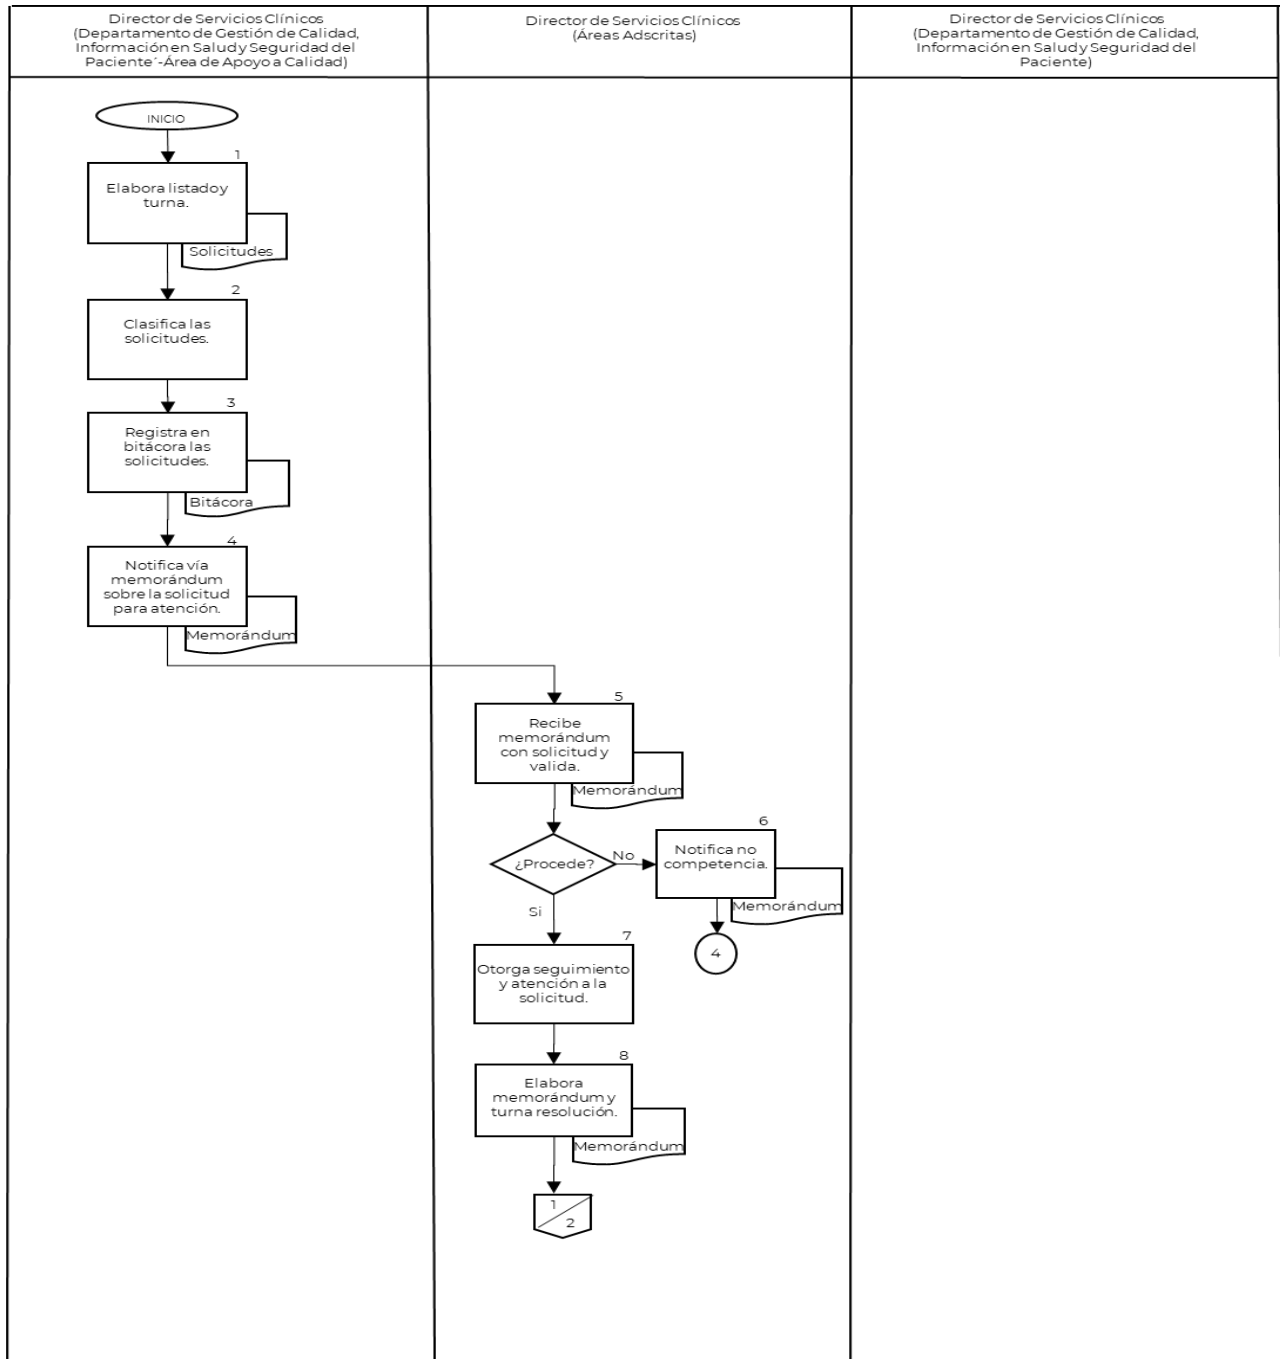 Director de Servicios Clínicos
(Departamento de Gestión de Calidad,
Información en Salud y Seguridad del
Paciente´-Área de Apoyo a Calidad)
Director de Servicios Clínicos
(Áreas Adscritas)
Director de Servicios Clínicos
(Departamento de Gestión de Calidad,
Información en Salud y Seguridad del
Paciente)
INICIO
1
Elabora listado y
turna.
Solicitudes
2
Clasifica las
solicitudes.
3
Registra en
bitácora las
solicitudes.
Bitácora
4
Notifica vía
memorándum
sobre la solicitud
para atención.
Memorándum
5
Recibe
memorándum
con solicitud y
valida.
Memorándum
¿Procede?
No
6
Notifica no
competencia.
Memorándum
4
Si
7
Otorga seguimiento
y atención a la
solicitud.
8
Elabora
memorándum y
turna resolución.
Memorándum
1
2